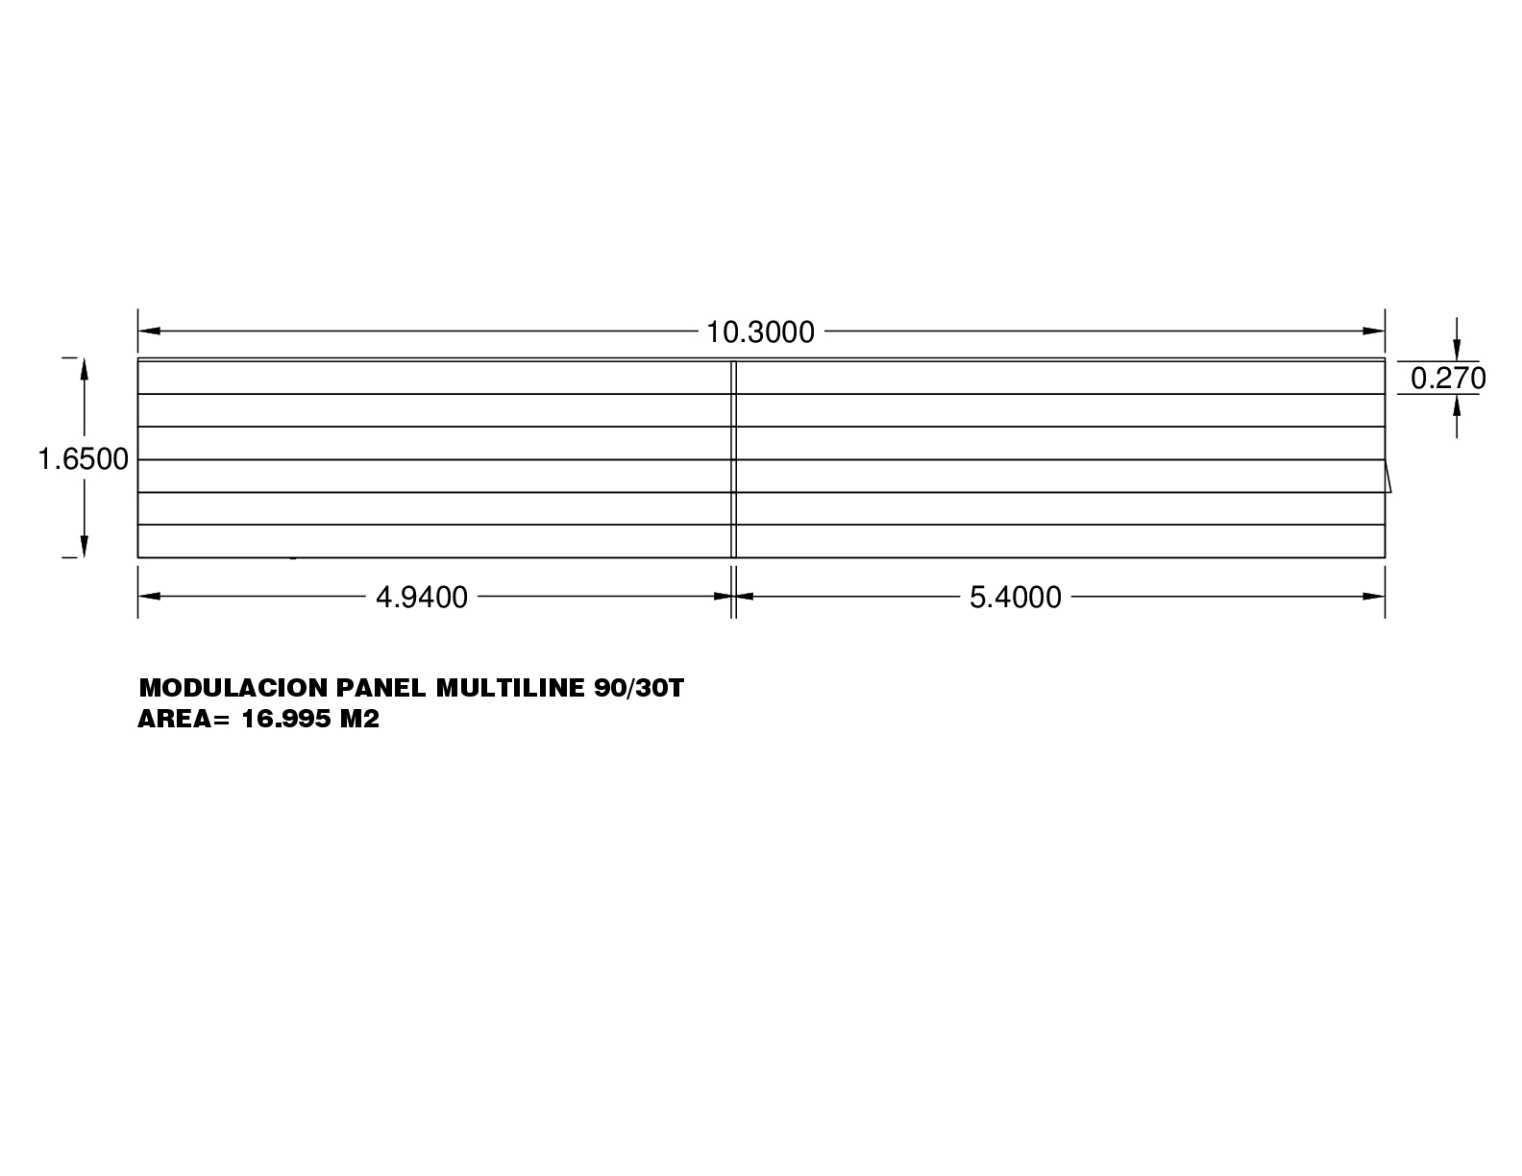 10.3000
0.270
1.6500
4.9400
5.4000
MODULACION PANEL MULTILINE 90/30T
AREA= 16.995 M2